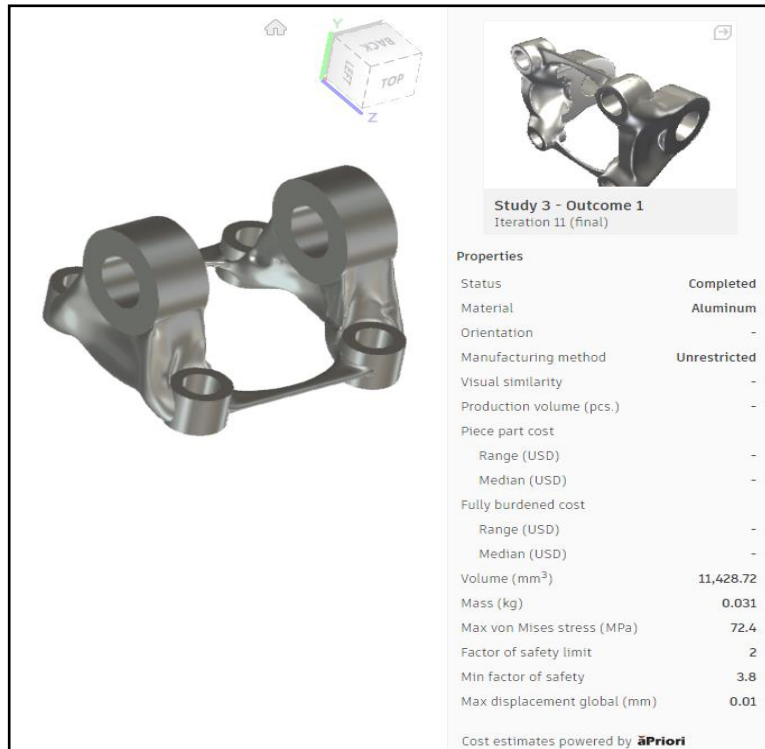 Y
BACK
LEFT
TOP
Z
Study 3 - Outcome 1
Iteration 11 (final)
Properties
Status Completed
Material Aluminum
Orientation -
Manufacturing method Unrestricted
Visual similarity -
Production volume (pcs.) -
Piece part cost
Range (USD) -
Median (USD) -
Fully burdened cost
Range (USD) -
Median (USD) -
Volume (mm³) 11,428.72
Mass (kg) 0.031
Max von Mises stress (MPa) 72.4
Factor of safety limit 2
Min factor of safety 3.8
Max displacement global (mm) 0.01
Cost estimates powered by āPriori